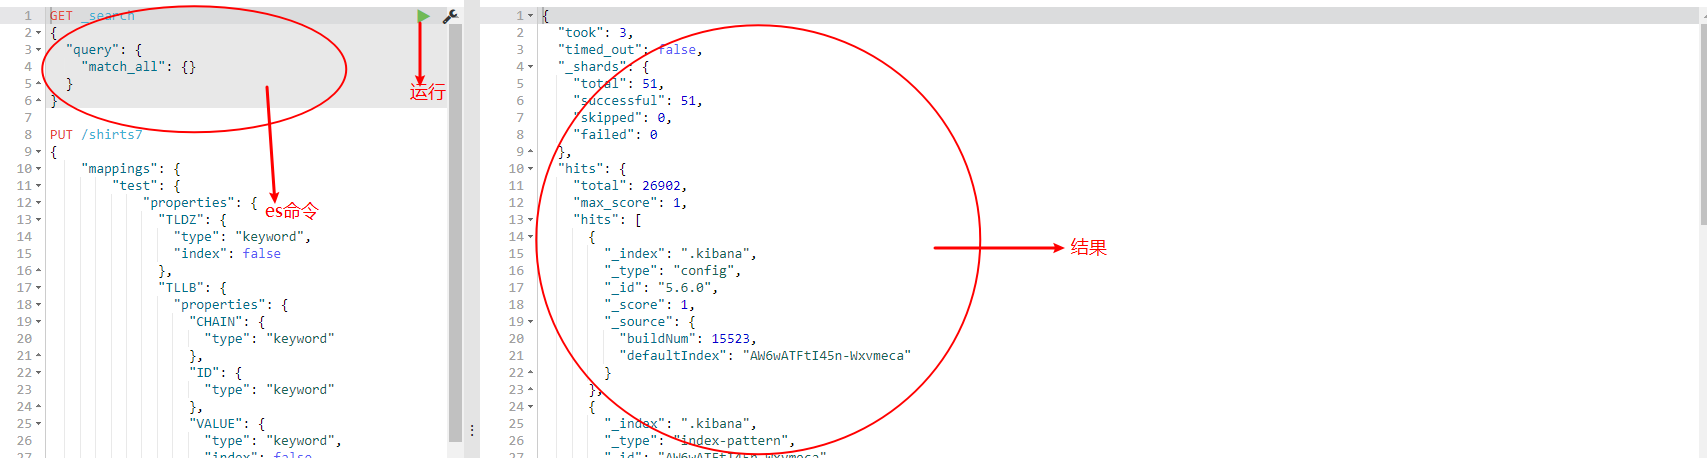 1 GET _search
2 {
3 "query": {
4 "match_all": {}
5 }
6 }
7
8 PUT /shirts7
9 {
10 "mappings": {
11 "test": {
12 "properties": {
13 "TLDZ": {
14 "type": "keyword",
15 "index": false
16 },
17 "TLLB": {
18 "properties": {
19 "CHAIN": {
20 "type": "keyword"
21 },
22 "ID": {
23 "type": "keyword"
24 },
25 "VALUE": {
26 "type": "keyword",
"index": false
运行
es命令
1 {
2 "took": 3,
3 "timed_out": false,
4 "_shards": {
5 "total": 51,
6 "successful": 51,
7 "skipped": 0,
8 "failed": 0
9 },
10 "hits": {
11 "total": 26902,
12 "max_score": 1,
13 "hits": [
14 {
15 "_index": ".kibana",
16 "_type": "config",
17 "_id": "5.6.0",
18 "_score": 1,
19 "_source": {
20 "buildNum": 15523,
21 "defaultIndex": "AW6wATFtI45n-Wxvmeca"
22 }
23 },
24 {
25 "_index": ".kibana",
26 "_type": "index-pattern",
27 "_id": "AW6wATFtI45n-Wxvmeca"
结果